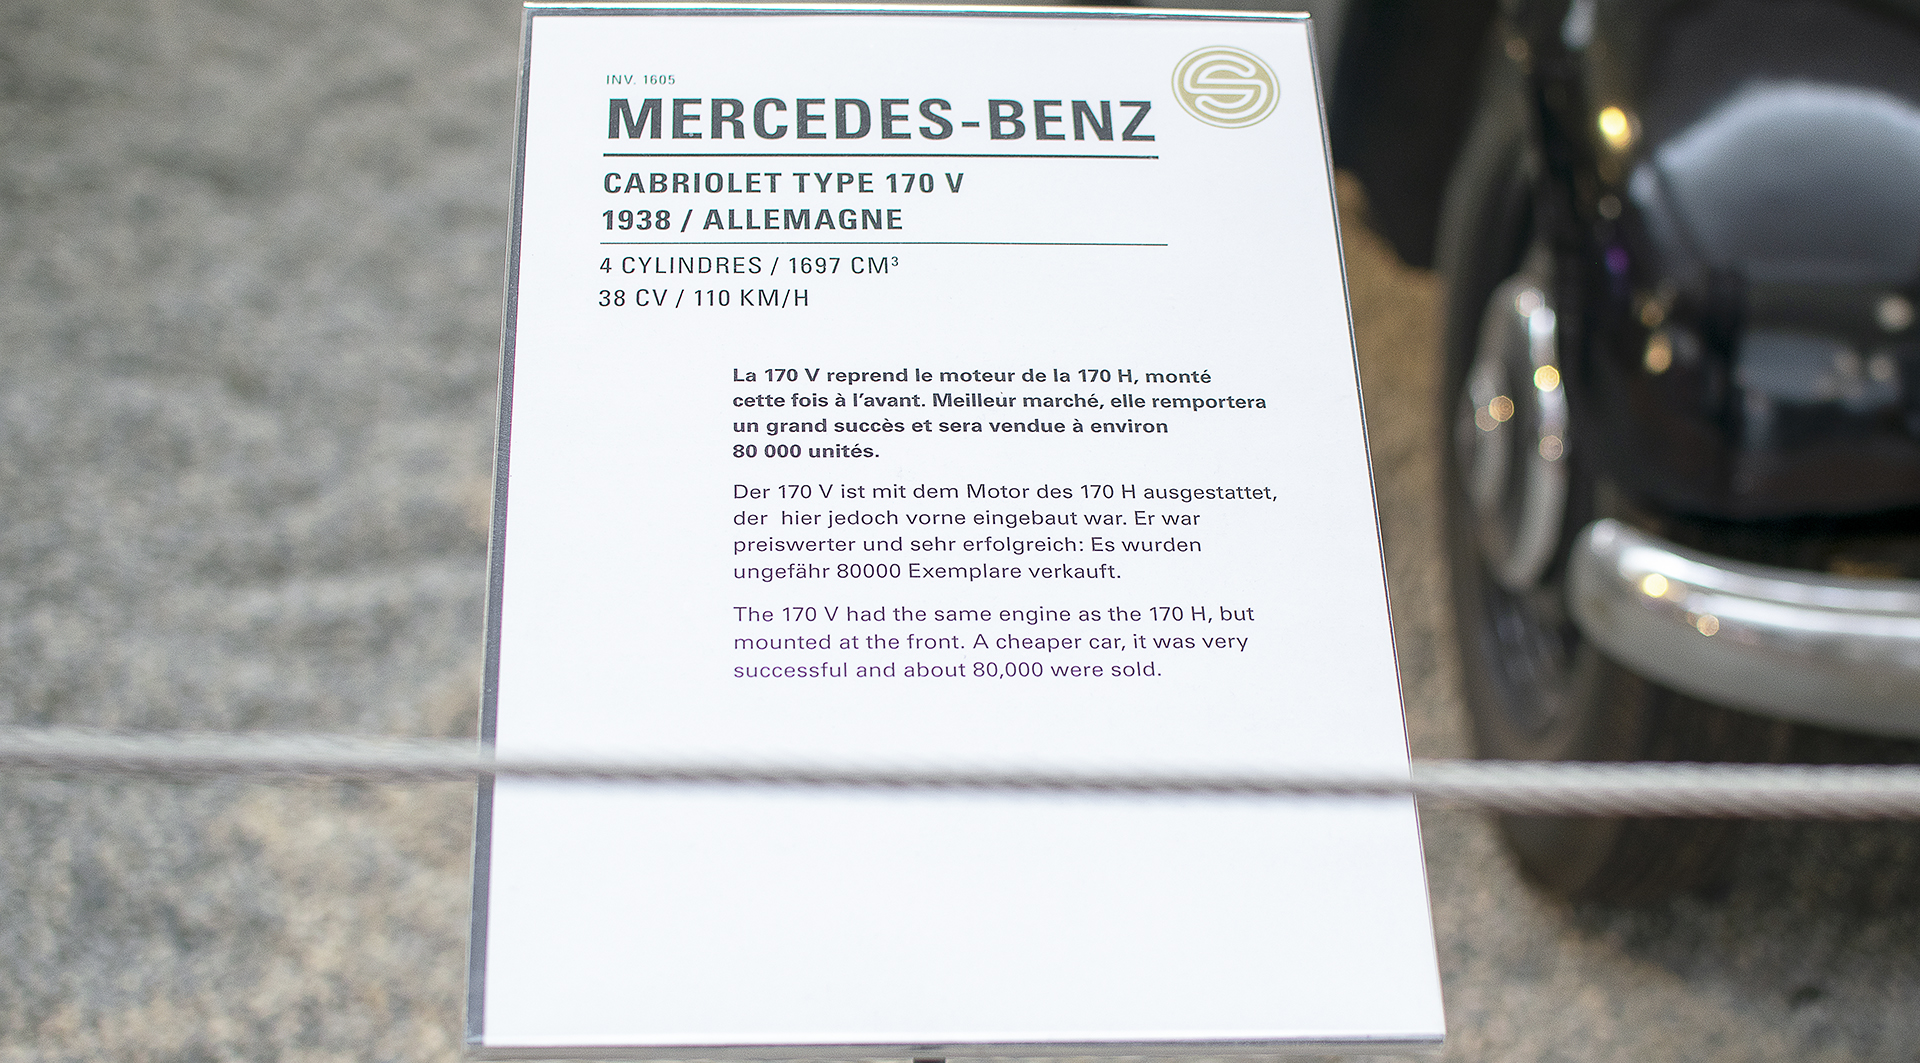 INV. 1605
MERCEDES-BENZ
CABRIOLET TYPE 170 V
1938 / ALLEMAGNE
4 CYLINDRES / 1697 CM³
38 CV / 110 KM/H
La 170 V reprend le moteur de la 170 H, monté
cette fois à l'avant. Meilleur marché, elle remportera
un grand succès et sera vendue à environ
80 000 unités.
Der 170 V ist mit dem Motor des 170 H ausgestattet,
der hier jedoch vorne eingebaut war. Er war
preiswerter und sehr erfolgreich: Es wurden
ungefähr 80000 Exemplare verkauft.
The 170 V had the same engine as the 170 H, but
mounted at the front. A cheaper car, it was very
successful and about 80,000 were sold.